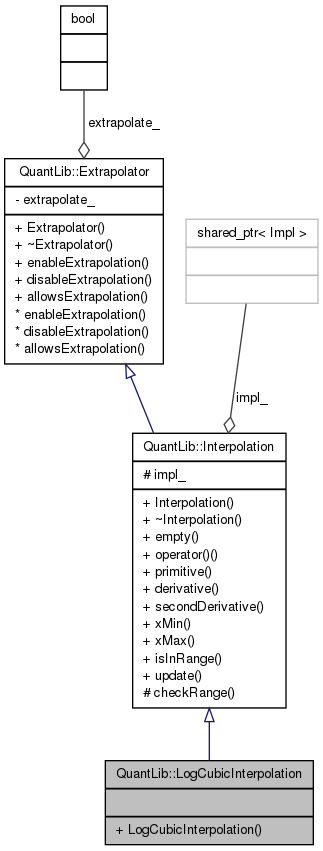 bool
extrapolate_
QuantLib::Extrapolator
- extrapolate_
+ Extrapolator()
+ ~Extrapolator()
+ enableExtrapolation()
+ disableExtrapolation()
+ allowsExtrapolation()
* enableExtrapolation()
* disableExtrapolation()
* allowsExtrapolation()
shared_ptr< Impl >
impl_
QuantLib::Interpolation
# impl_
+ Interpolation()
+ ~Interpolation()
+ empty()
+ operator()()
+ primitive()
+ derivative()
+ secondDerivative()
+ xMin()
+ xMax()
+ isInRange()
+ update()
# checkRange()
QuantLib::LogCubicInterpolation
+ LogCubicInterpolation()